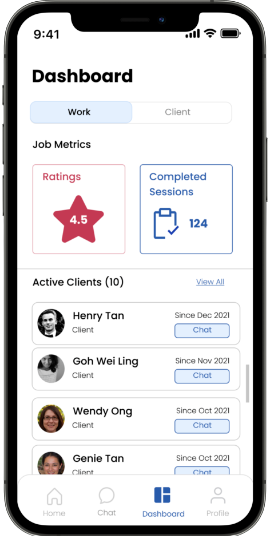 9:41
Dashboard
Work Client
Job Metrics
Ratings
4.5
Completed
Sessions
124
Active Clients (10) View All
Henry Tan Since Dec 2021
Client Chat
Goh Wei Ling Since Nov 2021
Client Chat
Wendy Ong Since Oct 2021
Client Chat
Genie Tan Since Oct 2021
Client Chat
Home Chat Dashboard Profile